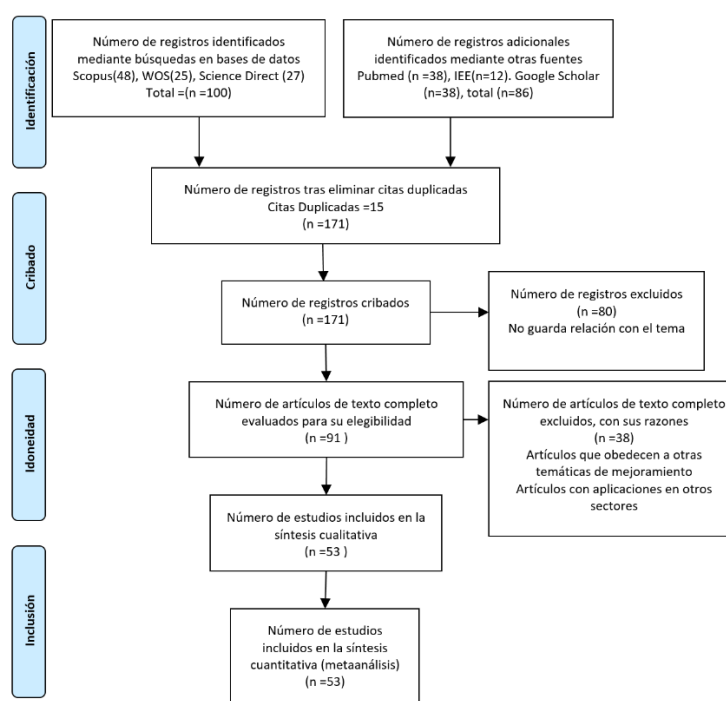 Identificación
Número de registros identificados
mediante búsquedas en bases de datos
Scopus(48), WOS(25), Science Direct (27)
Total =(n =100)
Número de registros adicionales
identificados mediante otras fuentes
Pubmed (n =38), IEE(n=12). Google Scholar
(n=38), total (n=86)
Número de registros tras eliminar citas duplicadas
Citas Duplicadas =15
(n =171)
Cribado
Número de registros cribados
(n =171)
Número de registros excluidos
(n =80)
No guarda relación con el tema
Idoneidad
Número de artículos de texto completo
evaluados para su elegibilidad
(n =91 )
Número de artículos de texto completo
excluidos, con sus razones
(n =38)
Artículos que obedecen a otras
temáticas de mejoramiento
Artículos con aplicaciones en otros
sectores
Número de estudios incluidos en la
síntesis cualitativa
(n =53 )
Inclusión
Número de estudios
incluidos en la síntesis
cuantitativa (metaanálisis)
(n =53)